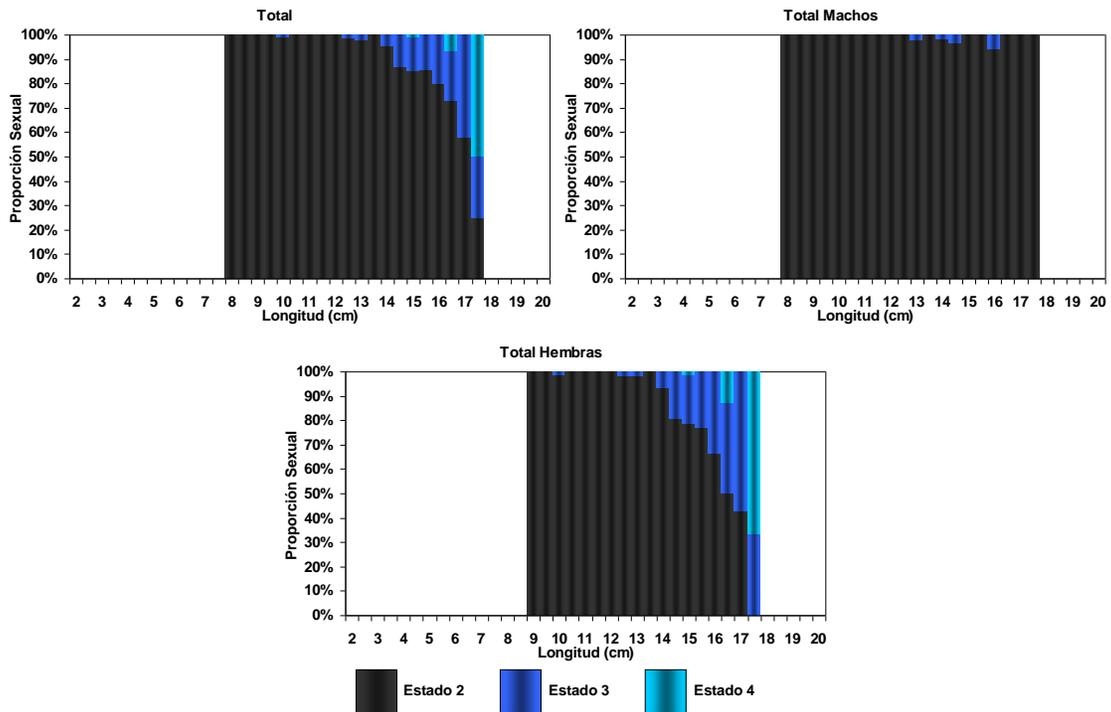 Total
Proporción Sexual
100%
90%
80%
70%
60%
50%
40%
30%
20%
10%
0%
2 3 4 5 6 7 8 9 10 11 12 13 14 15 16 17 18 19 20
Longitud (cm)
Total Machos
Proporción Sexual
100%
90%
80%
70%
60%
50%
40%
30%
20%
10%
0%
2 3 4 5 6 7 8 9 10 11 12 13 14 15 16 17 18 19 20
Longitud (cm)
Total Hembras
Proporción Sexual
100%
90%
80%
70%
60%
50%
40%
30%
20%
10%
0%
2 3 4 5 6 7 8 9 10 11 12 13 14 15 16 17 18 19 20
Longitud (cm)
Estado 2 Estado 3 Estado 4